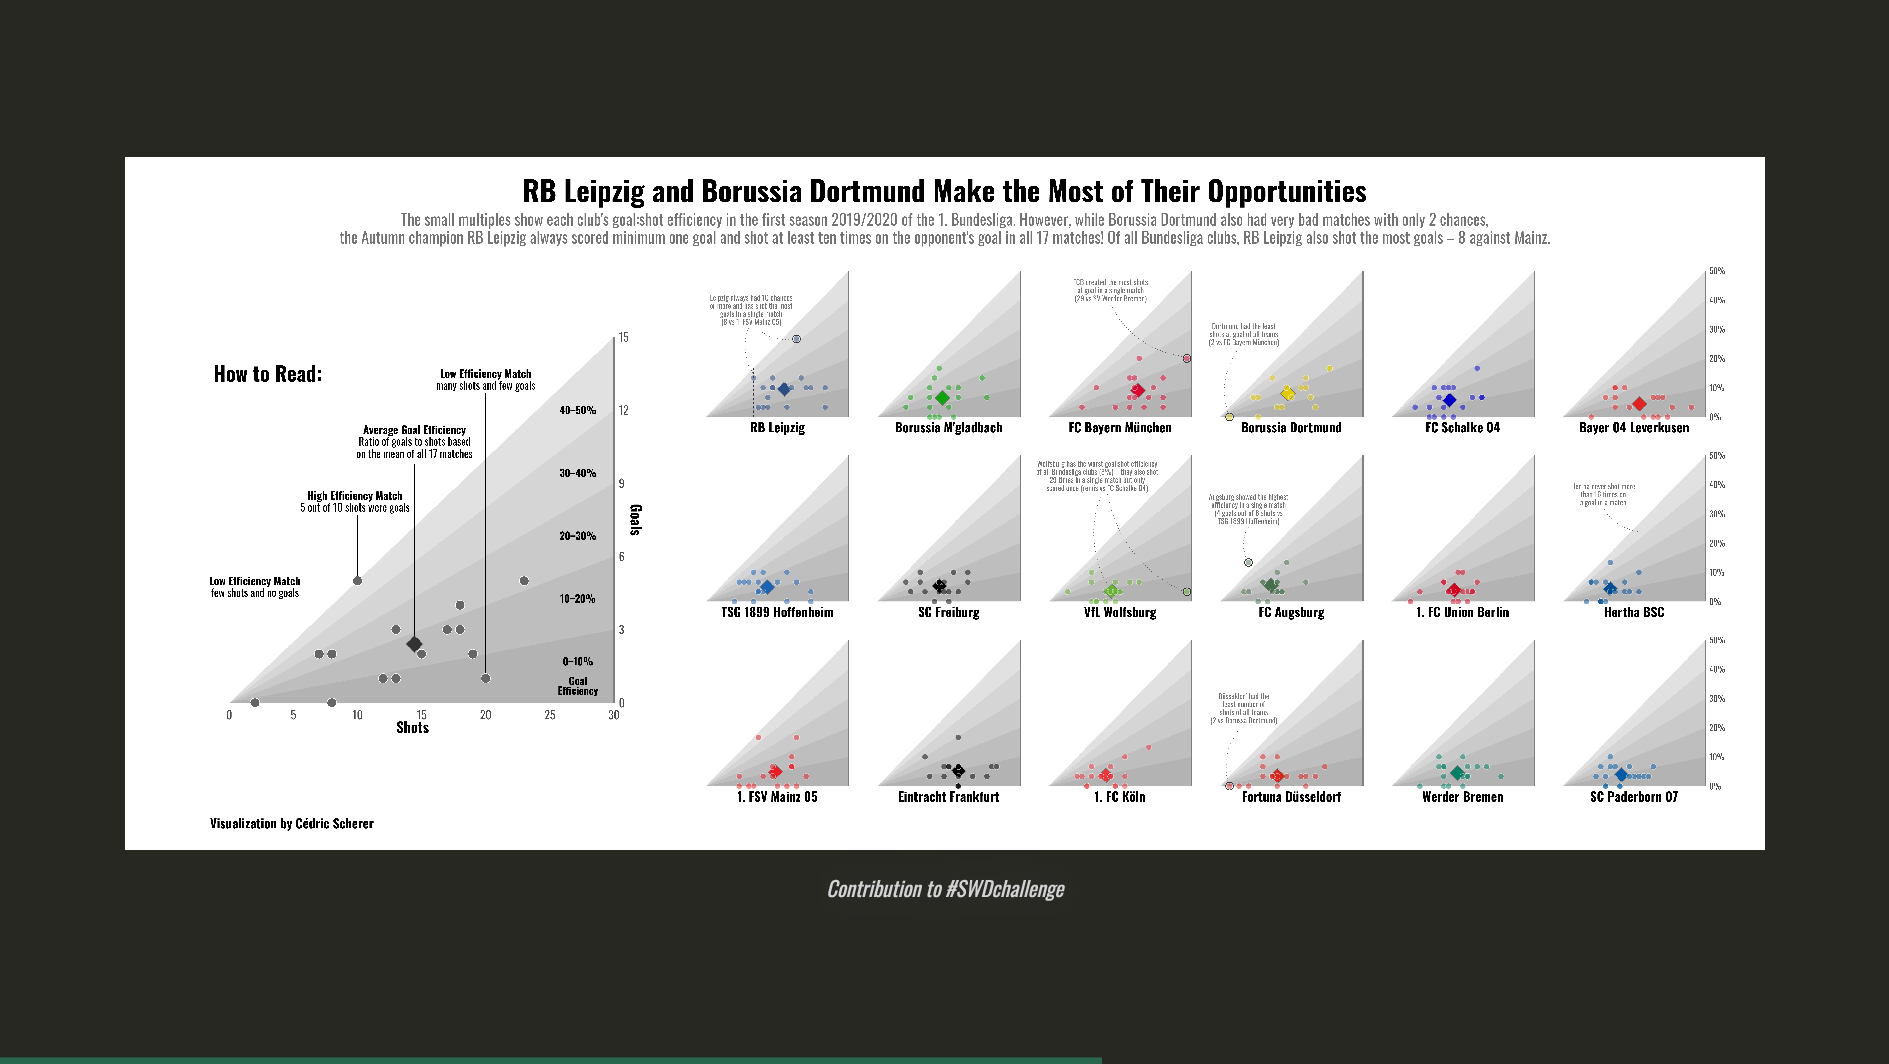 RB Leipzig and Borussia Dortmund Make the Most of Their Opportunities
The small multiples show each club's goal:shot efficiency in the first season 2019/2020 of the 1. Bundesliga. However, while Borussia Dortmund also had very bad matches with only 2 chances,
the Autumn champion RB Leipzig always scored minimum one goal and shot at least ten times on the opponent's goal in all 17 matches! Of all Bundesliga clubs, RB Leipzig also shot the most goals – 8 against Mainz.
How to Read:
Low Efficiency Match
many shots and few goals
Average Goal Efficiency
Ratio of goals to shots based
on the mean of all 17 matches
High Efficiency Match
5 out of 10 shots were goals
Low Efficiency Match
few shots and no goals
40–50%
30–40%
20–30%
10–20%
0–10%
Goal
Efficiency
15
12
9
6
3
0
Goals
0 5 10 15 20 25 30
Shots
Leipzig always had 10 chances
or more and has shot the most
goals in a single match
(8 vs 1. FSV Mainz 05)
FCB created the most shots
at goal in a single match
(29 vs SV Werder Bremen)
Dortmund had the least
shots at goal of all teams
(2 vs FC Bayern München)
50%
40%
30%
20%
10%
0%
RB Leipzig
Borussia M'gladbach
FC Bayern München
Borussia Dortmund
FC Schalke 04
Bayer 04 Leverkusen
Wolfsburg has the worst goal:shot efficiency
of all Bundesliga clubs – they also shot
29 times in a single match but only
scored once (remis vs FC Schalke 04)
Augsburg showed the highest
efficiency in a single match
(4 goals out of 6 shots vs
TSG 1899 Hoffenheim)
Hertha never shot more
than 16 times on
a goal in a match
50%
40%
30%
20%
10%
0%
TSG 1899 Hoffenheim
SC Freiburg
VfL Wolfsburg
FC Augsburg
1. FC Union Berlin
Hertha BSC
Düsseldorf had the
least number of
shots of all teams
(2 vs Borussia Dortmund)
50%
40%
30%
20%
10%
0%
1. FSV Mainz 05
Eintracht Frankfurt
1. FC Köln
Fortuna Düsseldorf
Werder Bremen
SC Paderborn 07
Visualization by Cédric Scherer
Contribution to #SWDchallenge